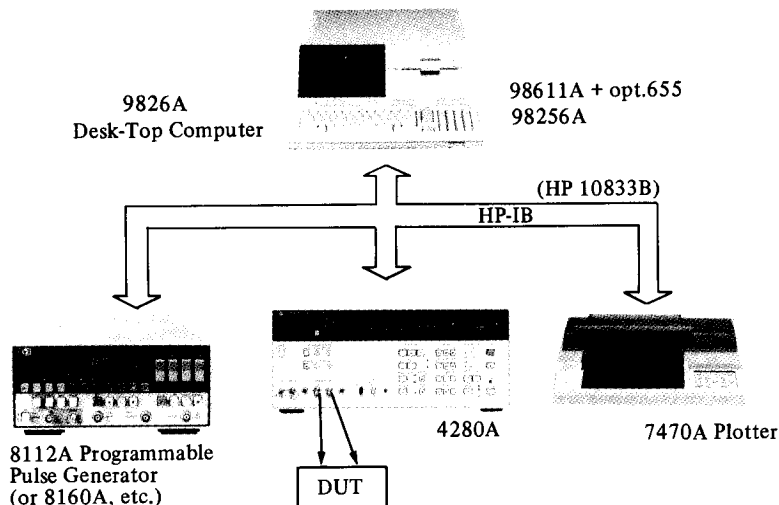 9826A
Desk-Top Computer
98611A + opt.655
98256A
(HP 10833B)
HP-IB
8112A Programmable
Pulse Generator
(or 8160A, etc.)
4280A
DUT
7470A Plotter